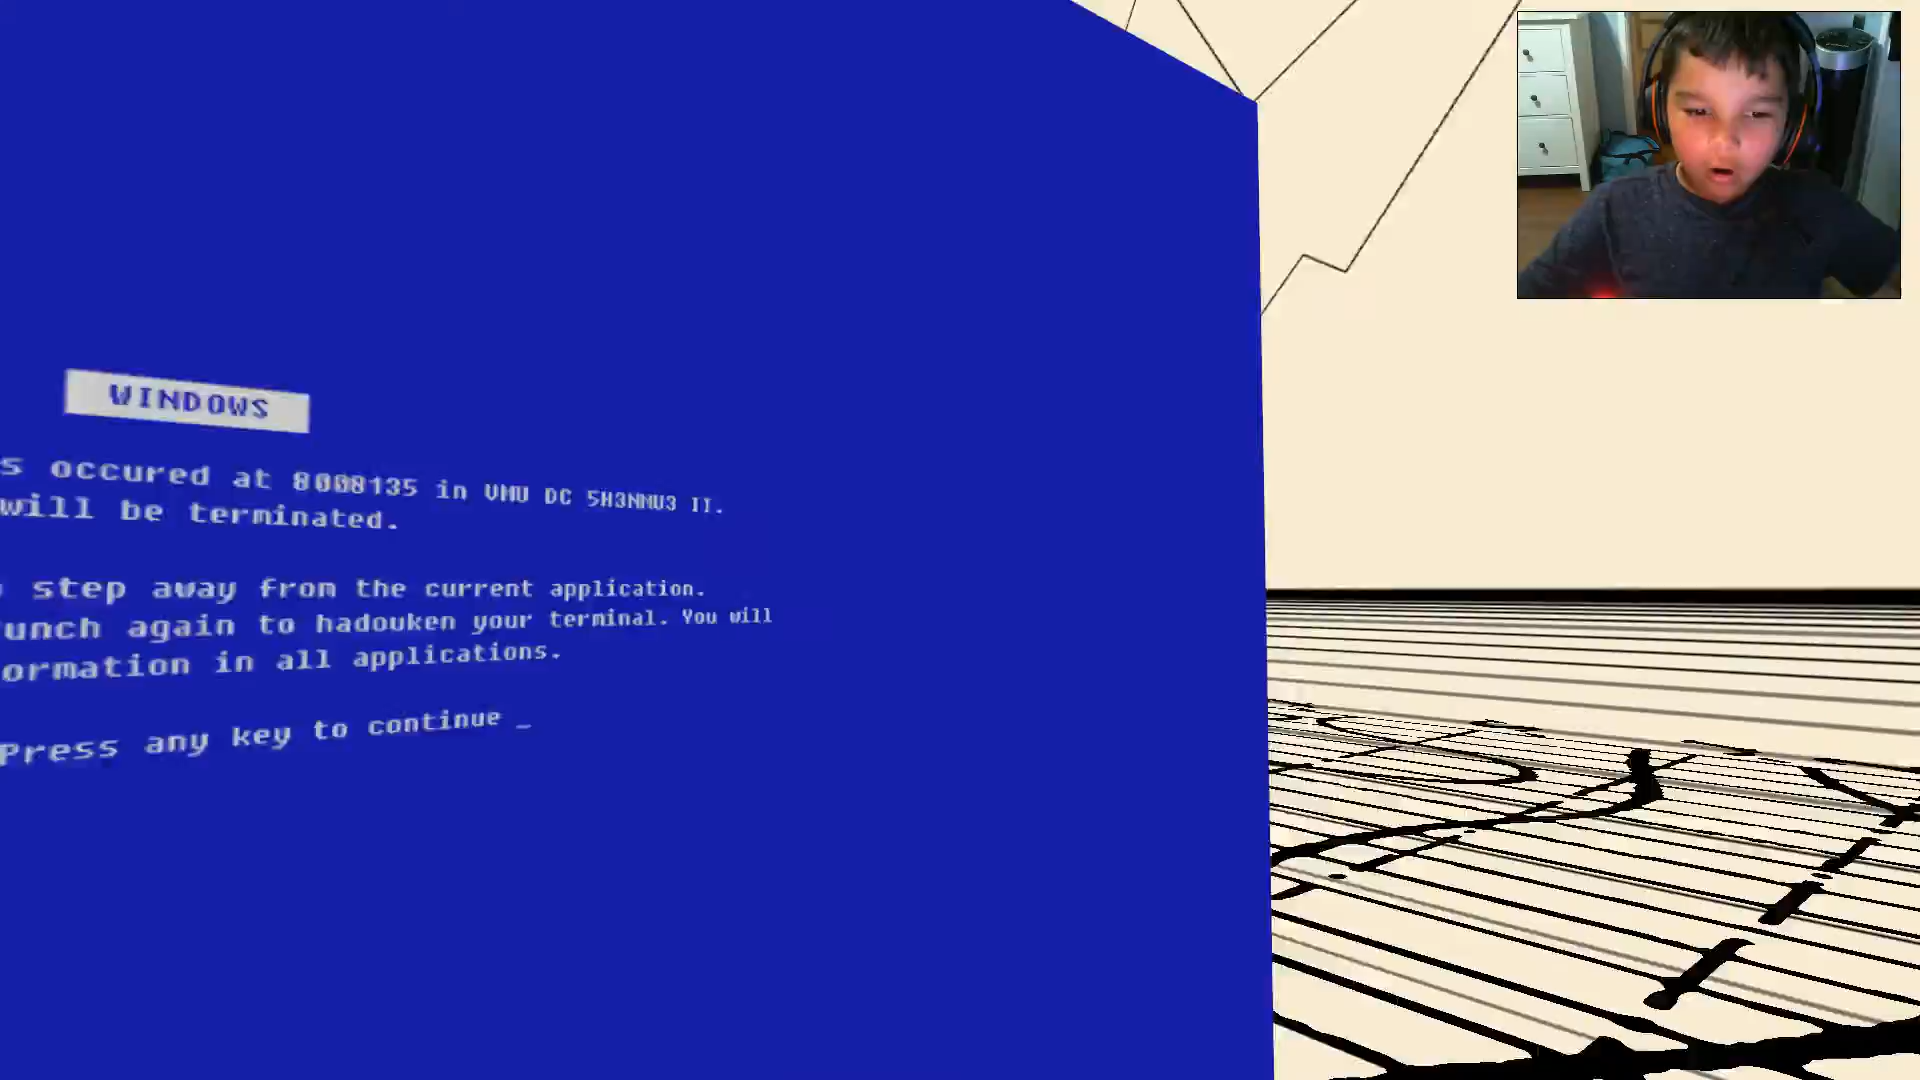 WINDOWS
s occured at 8008135 in VMU DC 5H3NMU3 II.
will be terminated.
step away from the current application.
unch again to hadouken your terminal. You will
ormation in all applications.
Press any key to continue _